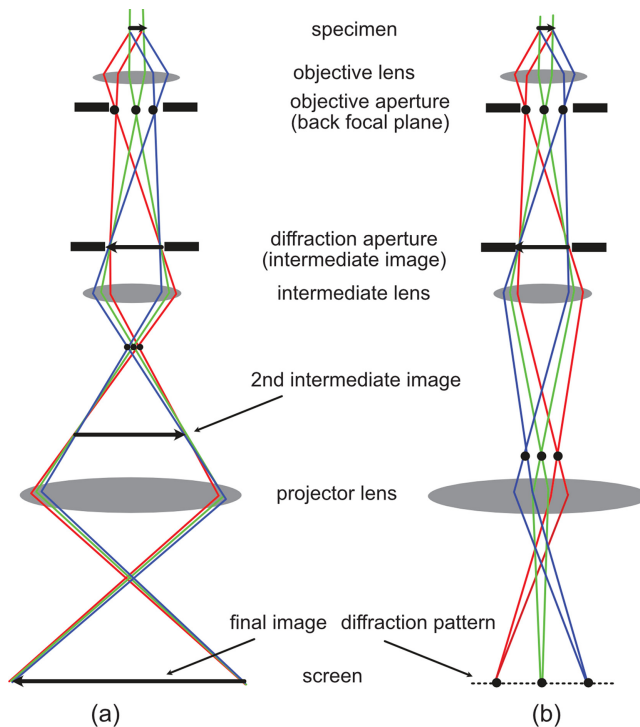 specimen
objective lens
objective aperture
(back focal plane)
diffraction aperture
(intermediate image)
intermediate lens
2nd intermediate image
projector lens
final image
diffraction pattern
screen
(a)
(b)